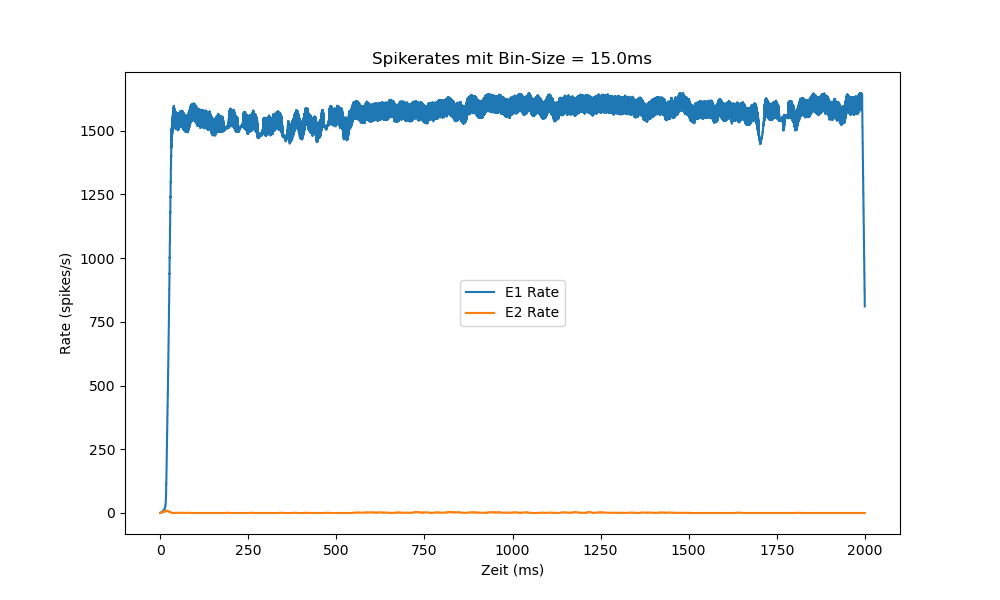 Spikerates mit Bin-Size = 15.0ms
Rate (spikes/s)
1500
1250
1000
750
500
250
0
E1 Rate
E2 Rate
0 250 500 750 1000 1250 1500 1750 2000
Zeit (ms)